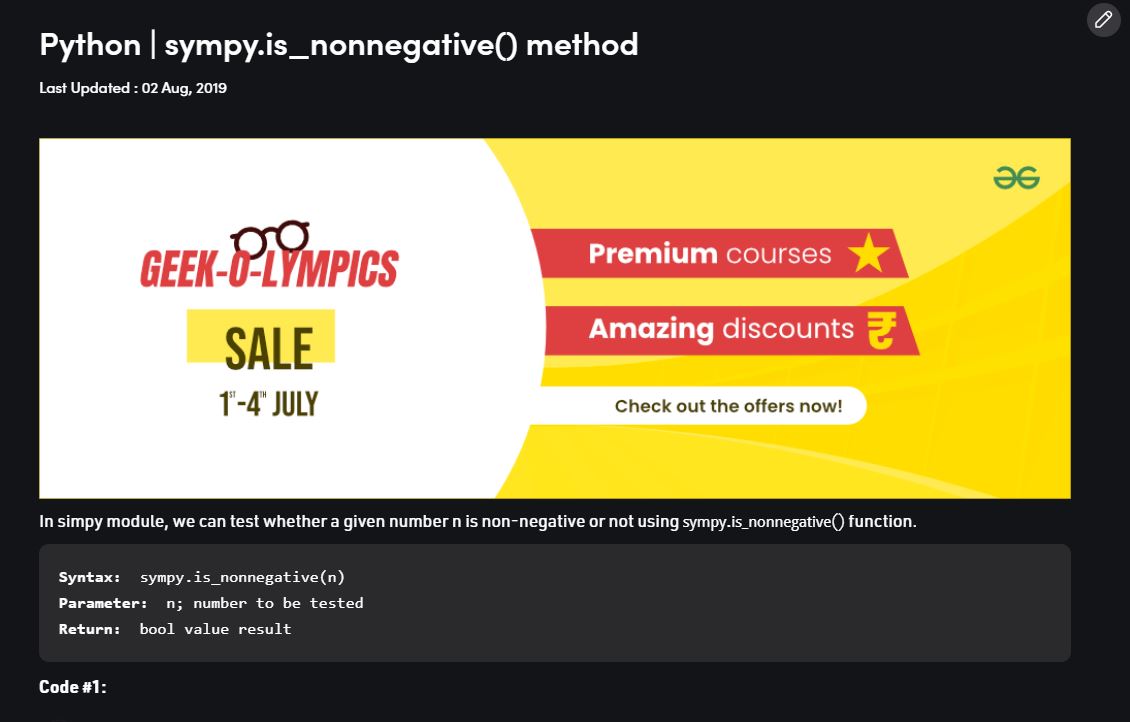 Python | sympy.is_nonnegative() method
Last Updated : 02 Aug, 2019
GEEK-O-LYMPICS
SALE
1ST-4TH JULY
Premium courses
Amazing discounts ₹
Check out the offers now!
In simpy module, we can test whether a given number n is non-negative or not using sympy.is_nonnegative() function.
Syntax:  sympy.is_nonnegative(n)
Parameter:  n; number to be tested
Return:  bool value result
Code #1: